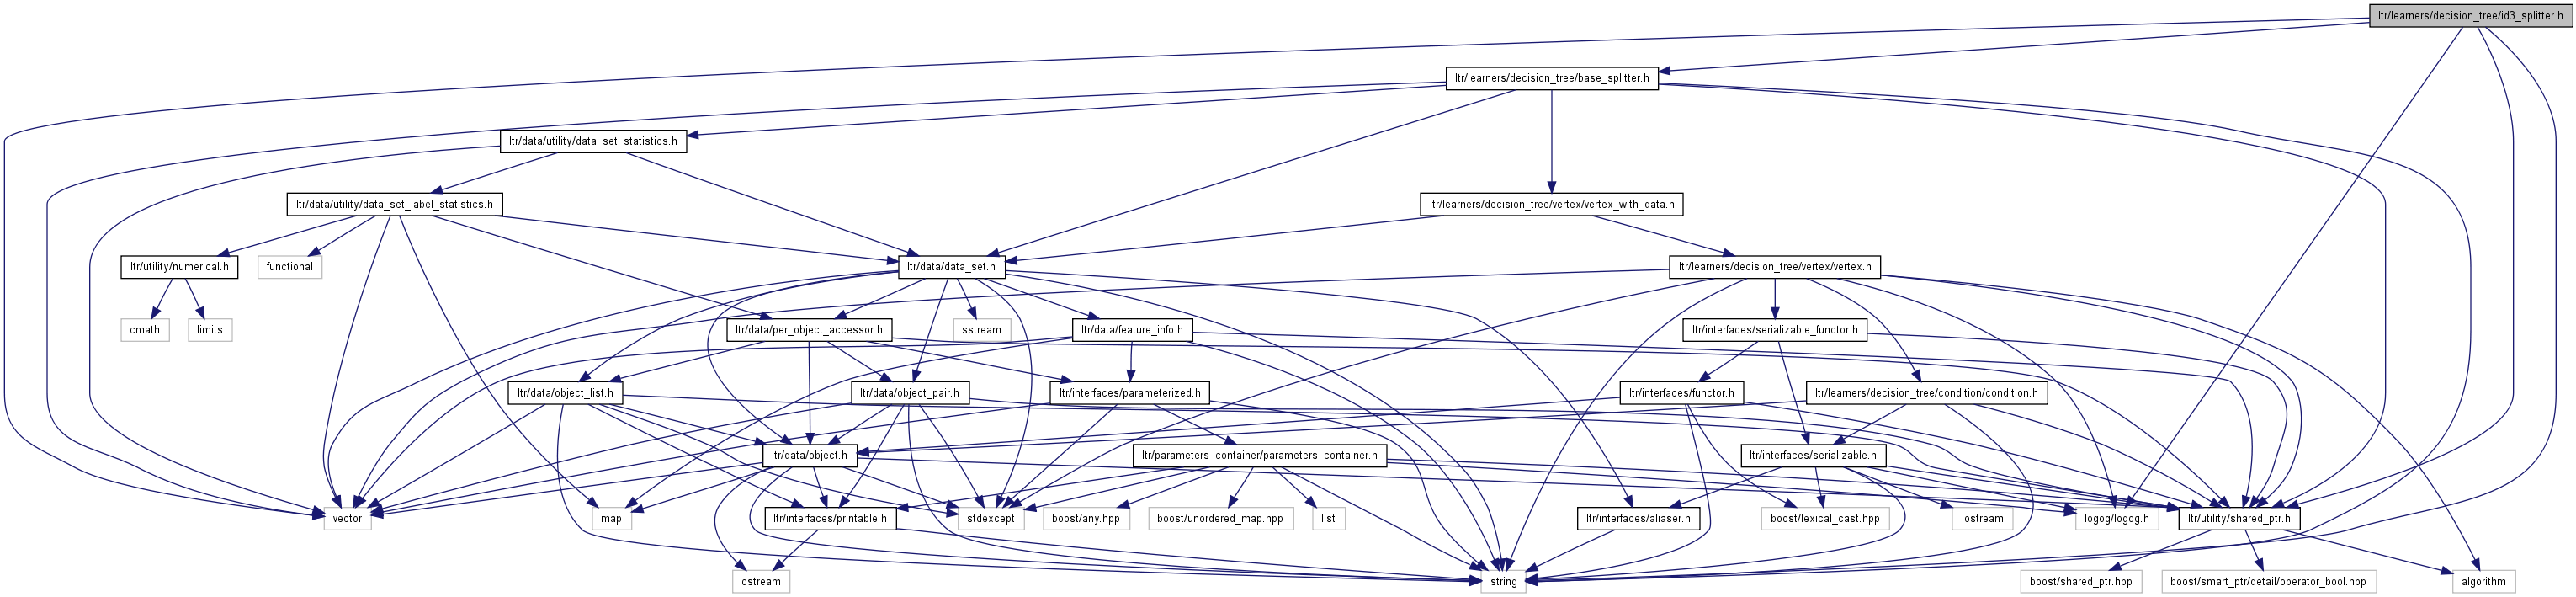 ltr/learners/decision_tree/id3_splitter.h
ltr/learners/decision_tree/base_splitter.h
ltr/data/utility/data_set_statistics.h
ltr/data/utility/data_set_label_statistics.h
ltr/learners/decision_tree/vertex/vertex_with_data.h
ltr/utility/numerical.h
functional
ltr/data/data_set.h
ltr/learners/decision_tree/vertex/vertex.h
cmath
limits
ltr/data/per_object_accessor.h
sstream
ltr/data/feature_info.h
ltr/interfaces/serializable_functor.h
ltr/data/object_list.h
ltr/data/object_pair.h
ltr/interfaces/parameterized.h
ltr/interfaces/functor.h
ltr/learners/decision_tree/condition/condition.h
ltr/data/object.h
ltr/parameters_container/parameters_container.h
ltr/interfaces/serializable.h
vector
map
ltr/interfaces/printable.h
stdexcept
boost/any.hpp
boost/unordered_map.hpp
list
ltr/interfaces/aliaser.h
boost/lexical_cast.hpp
iostream
logog/logog.h
ltr/utility/shared_ptr.h
ostream
string
boost/shared_ptr.hpp
boost/smart_ptr/detail/operator_bool.hpp
algorithm